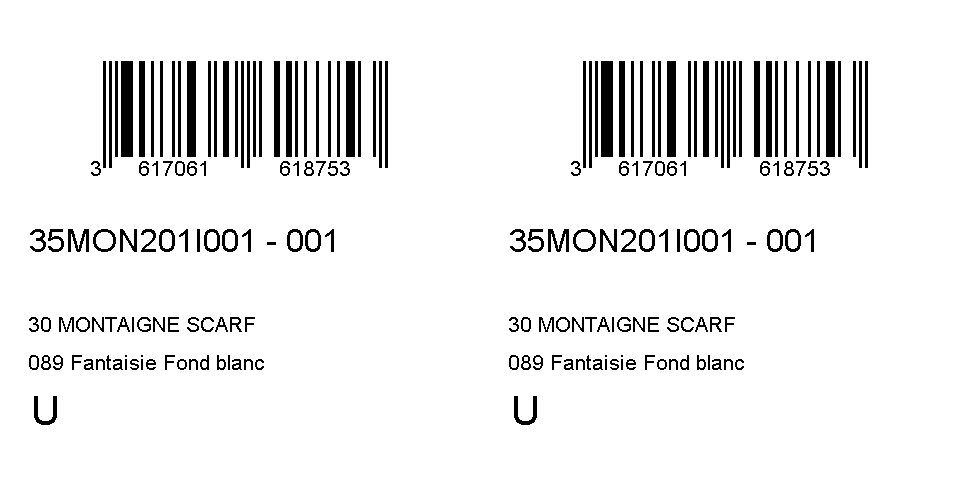 3 617061 618753 3 617061 618753
35MON201I001 - 001 35MON201I001 - 001
30 MONTAIGNE SCARF 30 MONTAIGNE SCARF
089 Fantaisie Fond blanc 089 Fantaisie Fond blanc
U U